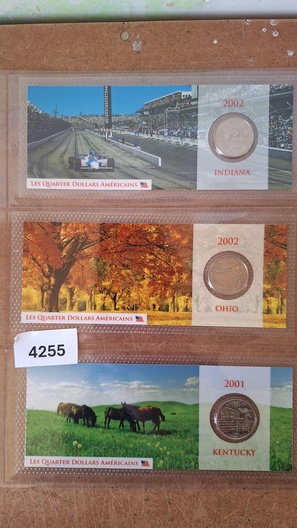 2002
INDIANA
LES QUARTER DOLLARS AMÉRICAINS
2002
OHIO
LES QUARTER DOLLARS AMÉRICAINS
4255
2001
KENTUCKY
LES QUARTER DOLLARS AMÉRICAINS